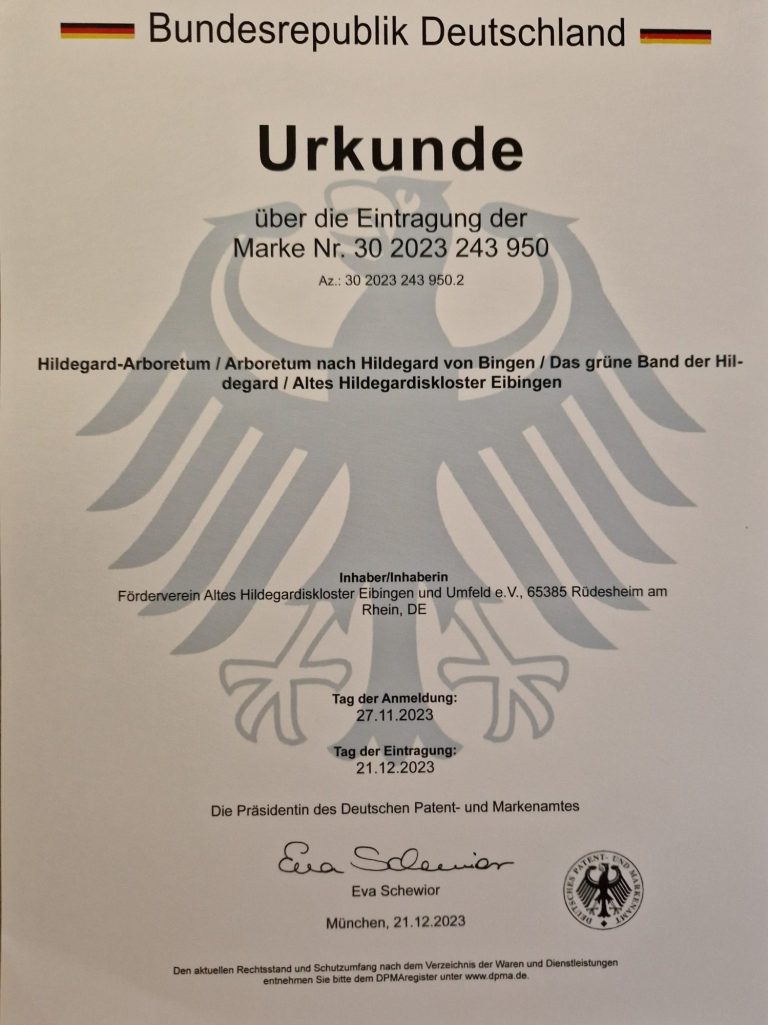 Bundesrepublik Deutschland
Urkunde
über die Eintragung der
Marke Nr. 30 2023 243 950
Az.: 30 2023 243 950.2
Hildegard-Arboretum / Arboretum nach Hildegard von Bingen / Das grüne Band der Hil-
degard / Altes Hildegardiskloster Eibingen
Inhaber/Inhaberin
Förderverein Altes Hildegardiskloster Eibingen und Umfeld e.V., 65385 Rüdesheim am
Rhein, DE
Tag der Anmeldung:
27.11.2023
Tag der Eintragung:
21.12.2023
Die Präsidentin des Deutschen Patent- und Markenamtes
Eva Schewior
Eva Schewior
DEUTSCHES PATENT- UND MARKENAMT
München, 21.12.2023
Den aktuellen Rechtsstand und Schutzumfang nach dem Verzeichnis der Waren und Dienstleistungen
entnehmen Sie bitte dem DPMAregister unter www.dpma.de.